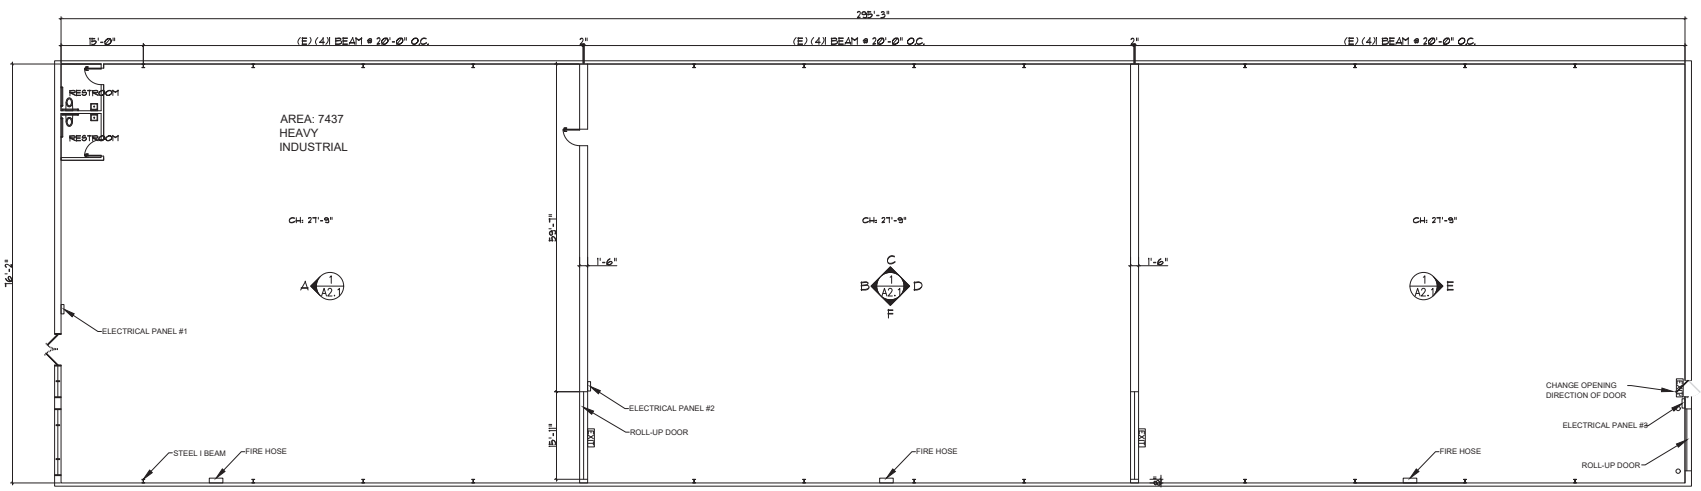 295'-3"
15'-0"
(E) (4)I BEAM @ 20'-0" O.C.
2"
(E) (4)I BEAM @ 20'-0" O.C.
2"
(E) (4)I BEAM @ 20'-0" O.C.
RESTROOM
RESTROOM
AREA: 7437
HEAVY
INDUSTRIAL
CH: 27'-9"
CH: 27'-9"
CH: 27'-9"
59'-7"
76'-2"
1'-6"
1'-6"
C
A
1
A2.1
B
1
A2.1
D
1
A2.1
E
F
ELECTRICAL PANEL #1
CHANGE OPENING
DIRECTION OF DOOR
EXIT
ELECTRICAL PANEL #2
ROLL-UP DOOR
15'-11"
EXIT
EXIT
ELECTRICAL PANEL #3
STEEL I BEAM
FIRE HOSE
FIRE HOSE
FIRE HOSE
ROLL-UP DOOR